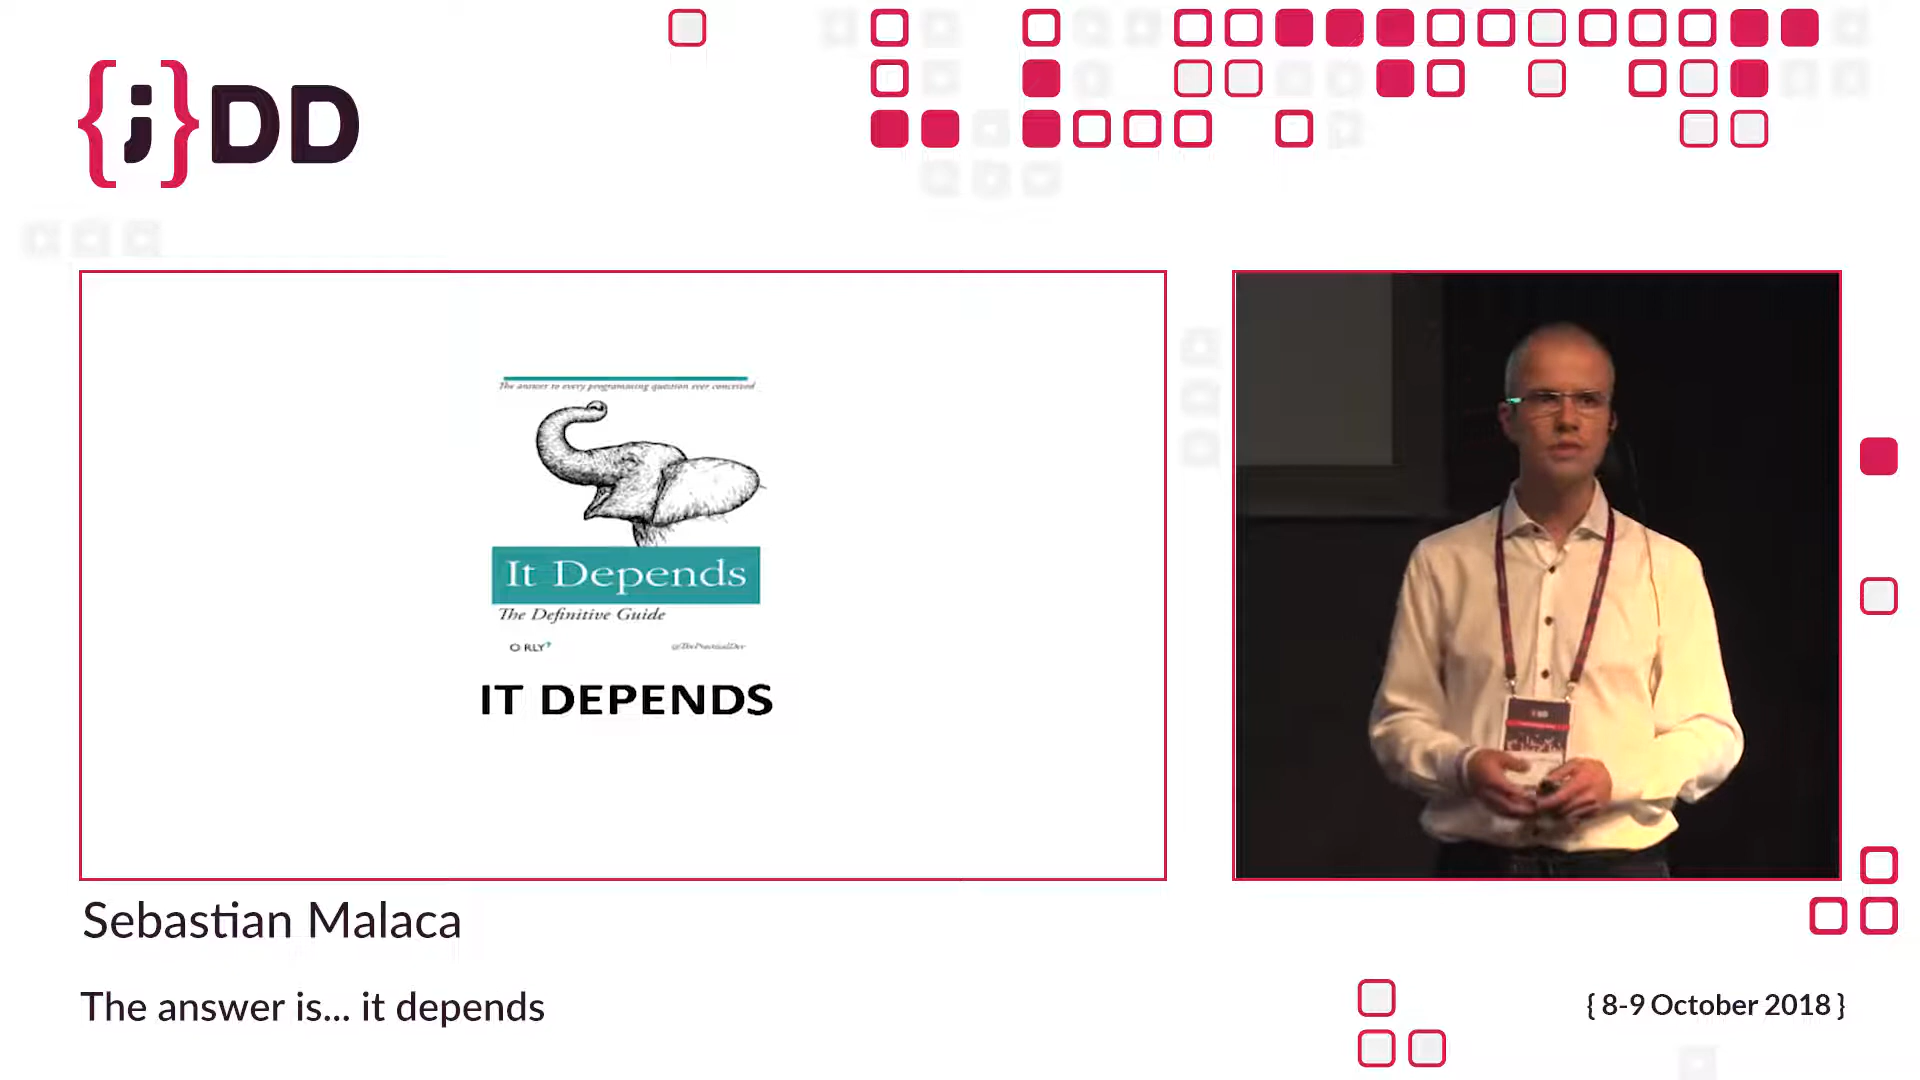 {;}DD
The answer to every programming question ever conceived
It Depends
The Definitive Guide
O RLY?
@ThePracticalDev
IT DEPENDS
Sebastian Malaca
The answer is... it depends
{ 8-9 October 2018 }